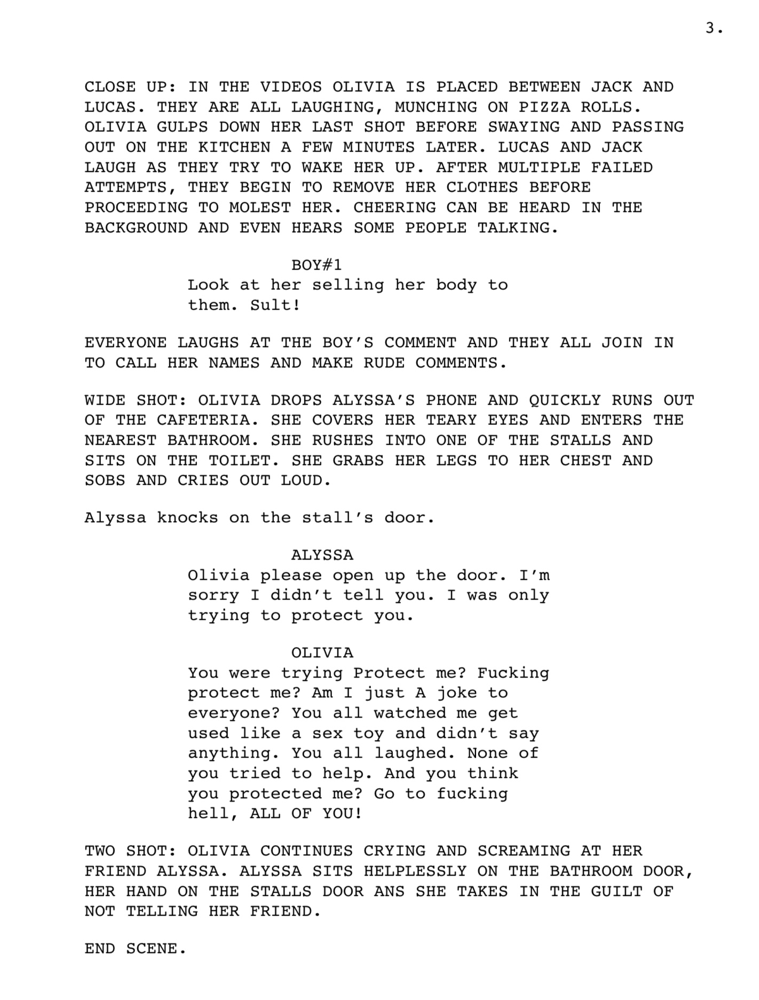 3.
CLOSE UP: IN THE VIDEOS OLIVIA IS PLACED BETWEEN JACK AND
LUCAS. THEY ARE ALL LAUGHING, MUNCHING ON PIZZA ROLLS.
OLIVIA GULPS DOWN HER LAST SHOT BEFORE SWAYING AND PASSING
OUT ON THE KITCHEN A FEW MINUTES LATER. LUCAS AND JACK
LAUGH AS THEY TRY TO WAKE HER UP. AFTER MULTIPLE FAILED
ATTEMPTS, THEY BEGIN TO REMOVE HER CLOTHES BEFORE
PROCEEDING TO MOLEST HER. CHEERING CAN BE HEARD IN THE
BACKGROUND AND EVEN HEARS SOME PEOPLE TALKING.
BOY#1
Look at her selling her body to
them. Sult!
EVERYONE LAUGHS AT THE BOY'S COMMENT AND THEY ALL JOIN IN
TO CALL HER NAMES AND MAKE RUDE COMMENTS.
WIDE SHOT: OLIVIA DROPS ALYSSA'S PHONE AND QUICKLY RUNS OUT
OF THE CAFETERIA. SHE COVERS HER TEARY EYES AND ENTERS THE
NEAREST BATHROOM. SHE RUSHES INTO ONE OF THE STALLS AND
SITS ON THE TOILET. SHE GRABS HER LEGS TO HER CHEST AND
SOBS AND CRIES OUT LOUD.
Alyssa knocks on the stall's door.
ALYSSA
Olivia please open up the door. I'm
sorry I didn't tell you. I was only
trying to protect you.
OLIVIA
You were trying Protect me? Fucking
protect me? Am I just A joke to
everyone? You all watched me get
used like a sex toy and didn't say
anything. You all laughed. None of
you tried to help. And you think
you protected me? Go to fucking
hell, ALL OF YOU!
TWO SHOT: OLIVIA CONTINUES CRYING AND SCREAMING AT HER
FRIEND ALYSSA. ALYSSA SITS HELPLESSLY ON THE BATHROOM DOOR,
HER HAND ON THE STALLS DOOR ANS SHE TAKES IN THE GUILT OF
NOT TELLING HER FRIEND.
END SCENE.